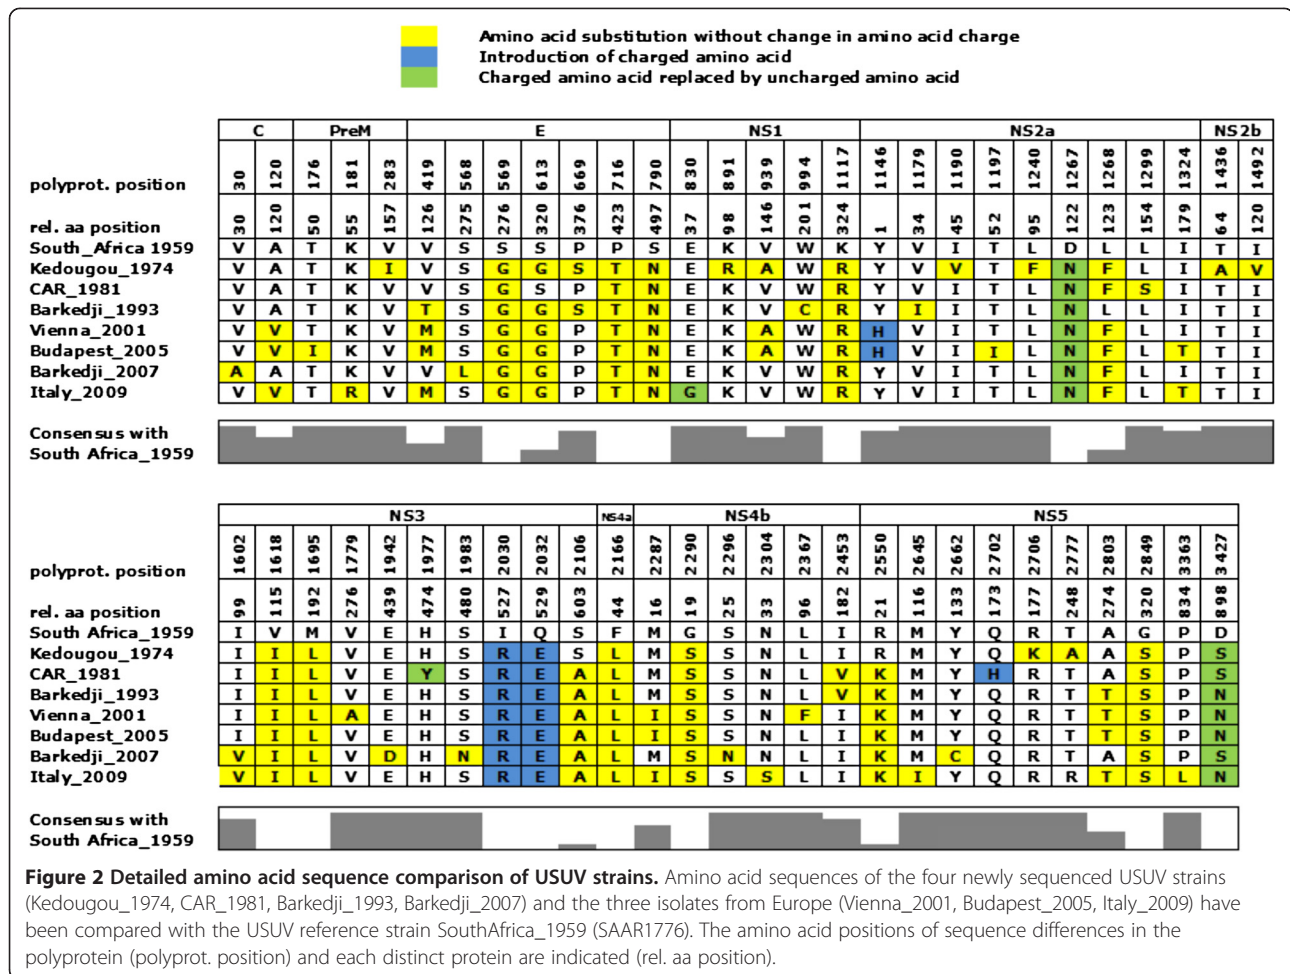 Amino acid substitution without change in amino acid charge
Introduction of charged amino acid
Charged amino acid replaced by uncharged amino acid
C PreM E NS1 NS2a NS2b
polyprot. position 30 120 176 181 283 419 568 569 613 669 716 790 830 891 939 994 1117 1146 1179 1190 1197 1240 1267 1268 1299 1324 1436 1492
rel. aa position 30 120 50 55 157 126 275 276 320 376 423 497 37 98 146 201 324 1 34 45 52 95 122 123 154 179 64 120
South_Africa 1959 V A T K V V S S S P P S E K V W K Y V I T L D L L I T I
Kedougou_1974 V A T K I V S G G S T N E R A W R Y V V T F N F L I A V
CAR_1981 V A T K V V S G S P T N E K V W R Y V I T L N F S I T I
Barkedji_1993 V A T K V T S G G S T N E K V C R Y I I T L N L L I T I
Vienna_2001 V V T K V M S G G P T N E K A W R H V I T L N F L I T I
Budapest_2005 V V I K V M S G G P T N E K A W R H V I I L N F L T T I
Barkedji_2007 A A T K V V L G G P T N E K V W R Y V I T L N F L I T I
Italy_2009 V V T R V M S G G P T N G K V W R Y V I T L N F L T T I
Consensus with
South Africa_1959
NS3 NS4a NS4b NS5
polyprot. position 1602 1618 1695 1779 1942 1977 1983 2030 2032 2106 2166 2287 2290 2296 2304 2367 2453 2550 2645 2662 2702 2706 2777 2803 2849 3363 3427
rel. aa position 99 115 192 276 439 474 480 527 529 603 44 16 19 25 33 96 182 21 116 133 173 177 248 274 320 834 898
South Africa_1959 I V M V E H S I Q S F M G S N L I R M Y Q R T A G P D
Kedougou_1974 I I L V E H S R E S L M S S N L I R M Y Q K A A S P S
CAR_1981 I I L V E Y S R E A L M S S N L V K M Y H R T A S P S
Barkedji_1993 I I L V E H S R E A L M S S N L V K M Y Q R T T S P N
Vienna_2001 I I L A E H S R E A L I S S N F I K M Y Q R T T S P N
Budapest_2005 I I L V E H S R E A L I S S N L I K M Y Q R T T S P N
Barkedji_2007 V I L V D H N R E A L M S N N L I K M C Q R T A S P S
Italy_2009 V I L V E H S R E A L I S S S L I K I Y Q R R T S L N
Consensus with
South Africa_1959
Figure 2 Detailed amino acid sequence comparison of USUV strains. Amino acid sequences of the four newly sequenced USUV strains
(Kedougou_1974, CAR_1981, Barkedji_1993, Barkedji_2007) and the three isolates from Europe (Vienna_2001, Budapest_2005, Italy_2009) have
been compared with the USUV reference strain SouthAfrica_1959 (SAAR1776). The amino acid positions of sequence differences in the
polyprotein (polyprot. position) and each distinct protein are indicated (rel. aa position).